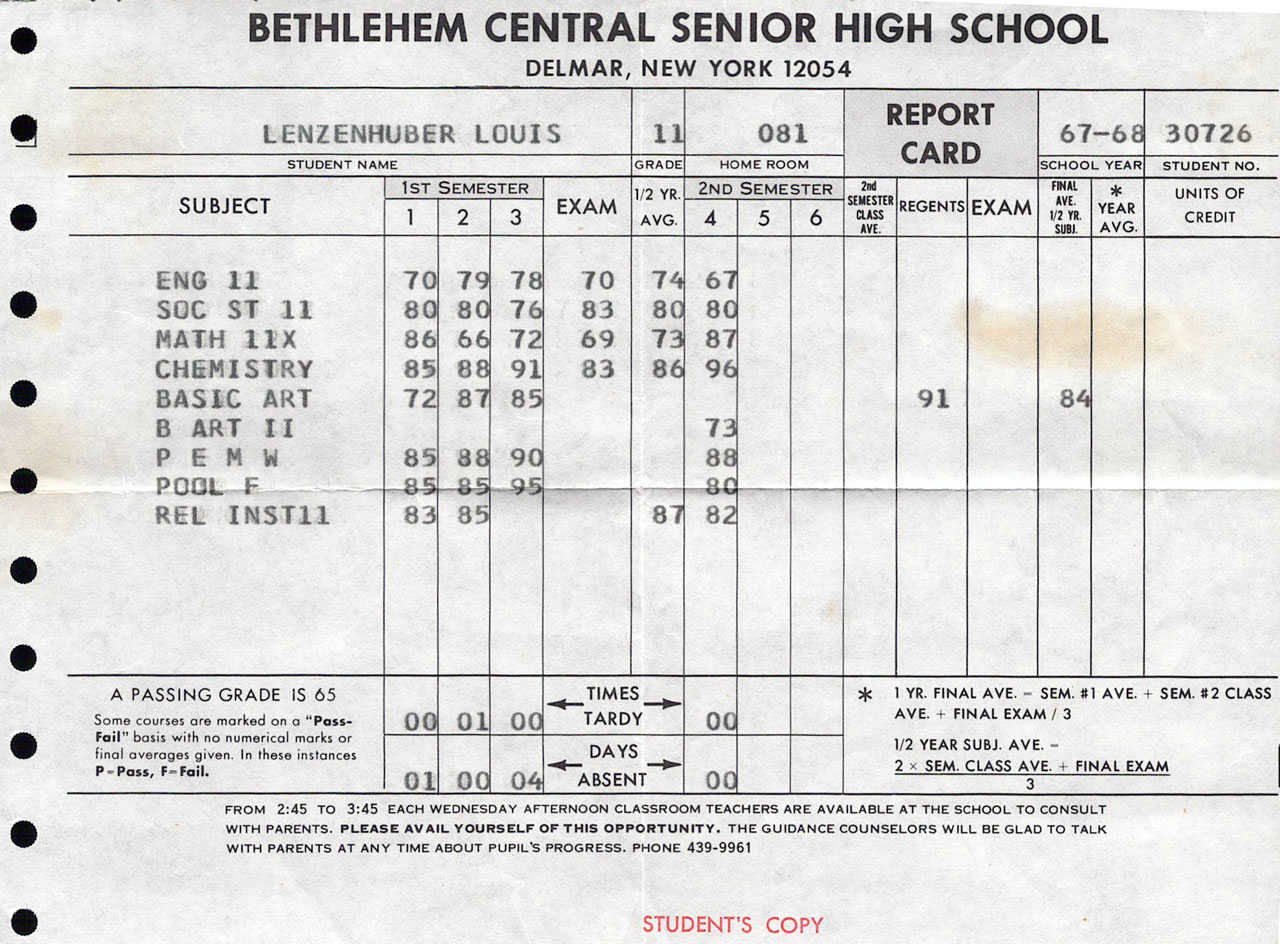 BETHLEHEM CENTRAL SENIOR HIGH SCHOOL
DELMAR, NEW YORK 12054
LENZENHUBER LOUIS 11 081 REPORT CARD 67-68 30726
STUDENT NAME GRADE HOME ROOM SCHOOL YEAR STUDENT NO.
SUBJECT 1ST SEMESTER EXAM 1/2 YR. AVG. 2ND SEMESTER 2nd SEMESTER CLASS AVE. REGENTS EXAM FINAL AVE. 1/2 YR. SUBJ. * YEAR AVG. UNITS OF CREDIT
1 2 3 4 5 6
ENG 11 70 79 78 70 74 67
SOC ST 11 80 80 76 83 80 80
MATH 11X 86 66 72 69 73 87
CHEMISTRY 85 88 91 83 86 96
BASIC ART 72 87 85 91 84
B ART II 73
P E M W 85 88 90 88
POOL F 85 85 95 80
REL INST11 83 85 87 82
A PASSING GRADE IS 65
Some courses are marked on a "Pass-
Fail" basis with no numerical marks or
final averages given. In these instances
P=Pass, F=Fail.
00 01 00 TIMES TARDY 00
01 00 04 DAYS ABSENT 00
* 1 YR. FINAL AVE. = SEM. #1 AVE. + SEM. #2 CLASS
AVE. + FINAL EXAM / 3
1/2 YEAR SUBJ. AVE. =
2 × SEM. CLASS AVE. + FINAL EXAM
3
FROM 2:45 TO 3:45 EACH WEDNESDAY AFTERNOON CLASSROOM TEACHERS ARE AVAILABLE AT THE SCHOOL TO CONSULT
WITH PARENTS. PLEASE AVAIL YOURSELF OF THIS OPPORTUNITY. THE GUIDANCE COUNSELORS WILL BE GLAD TO TALK
WITH PARENTS AT ANY TIME ABOUT PUPIL'S PROGRESS. PHONE 439-9961
STUDENT'S COPY